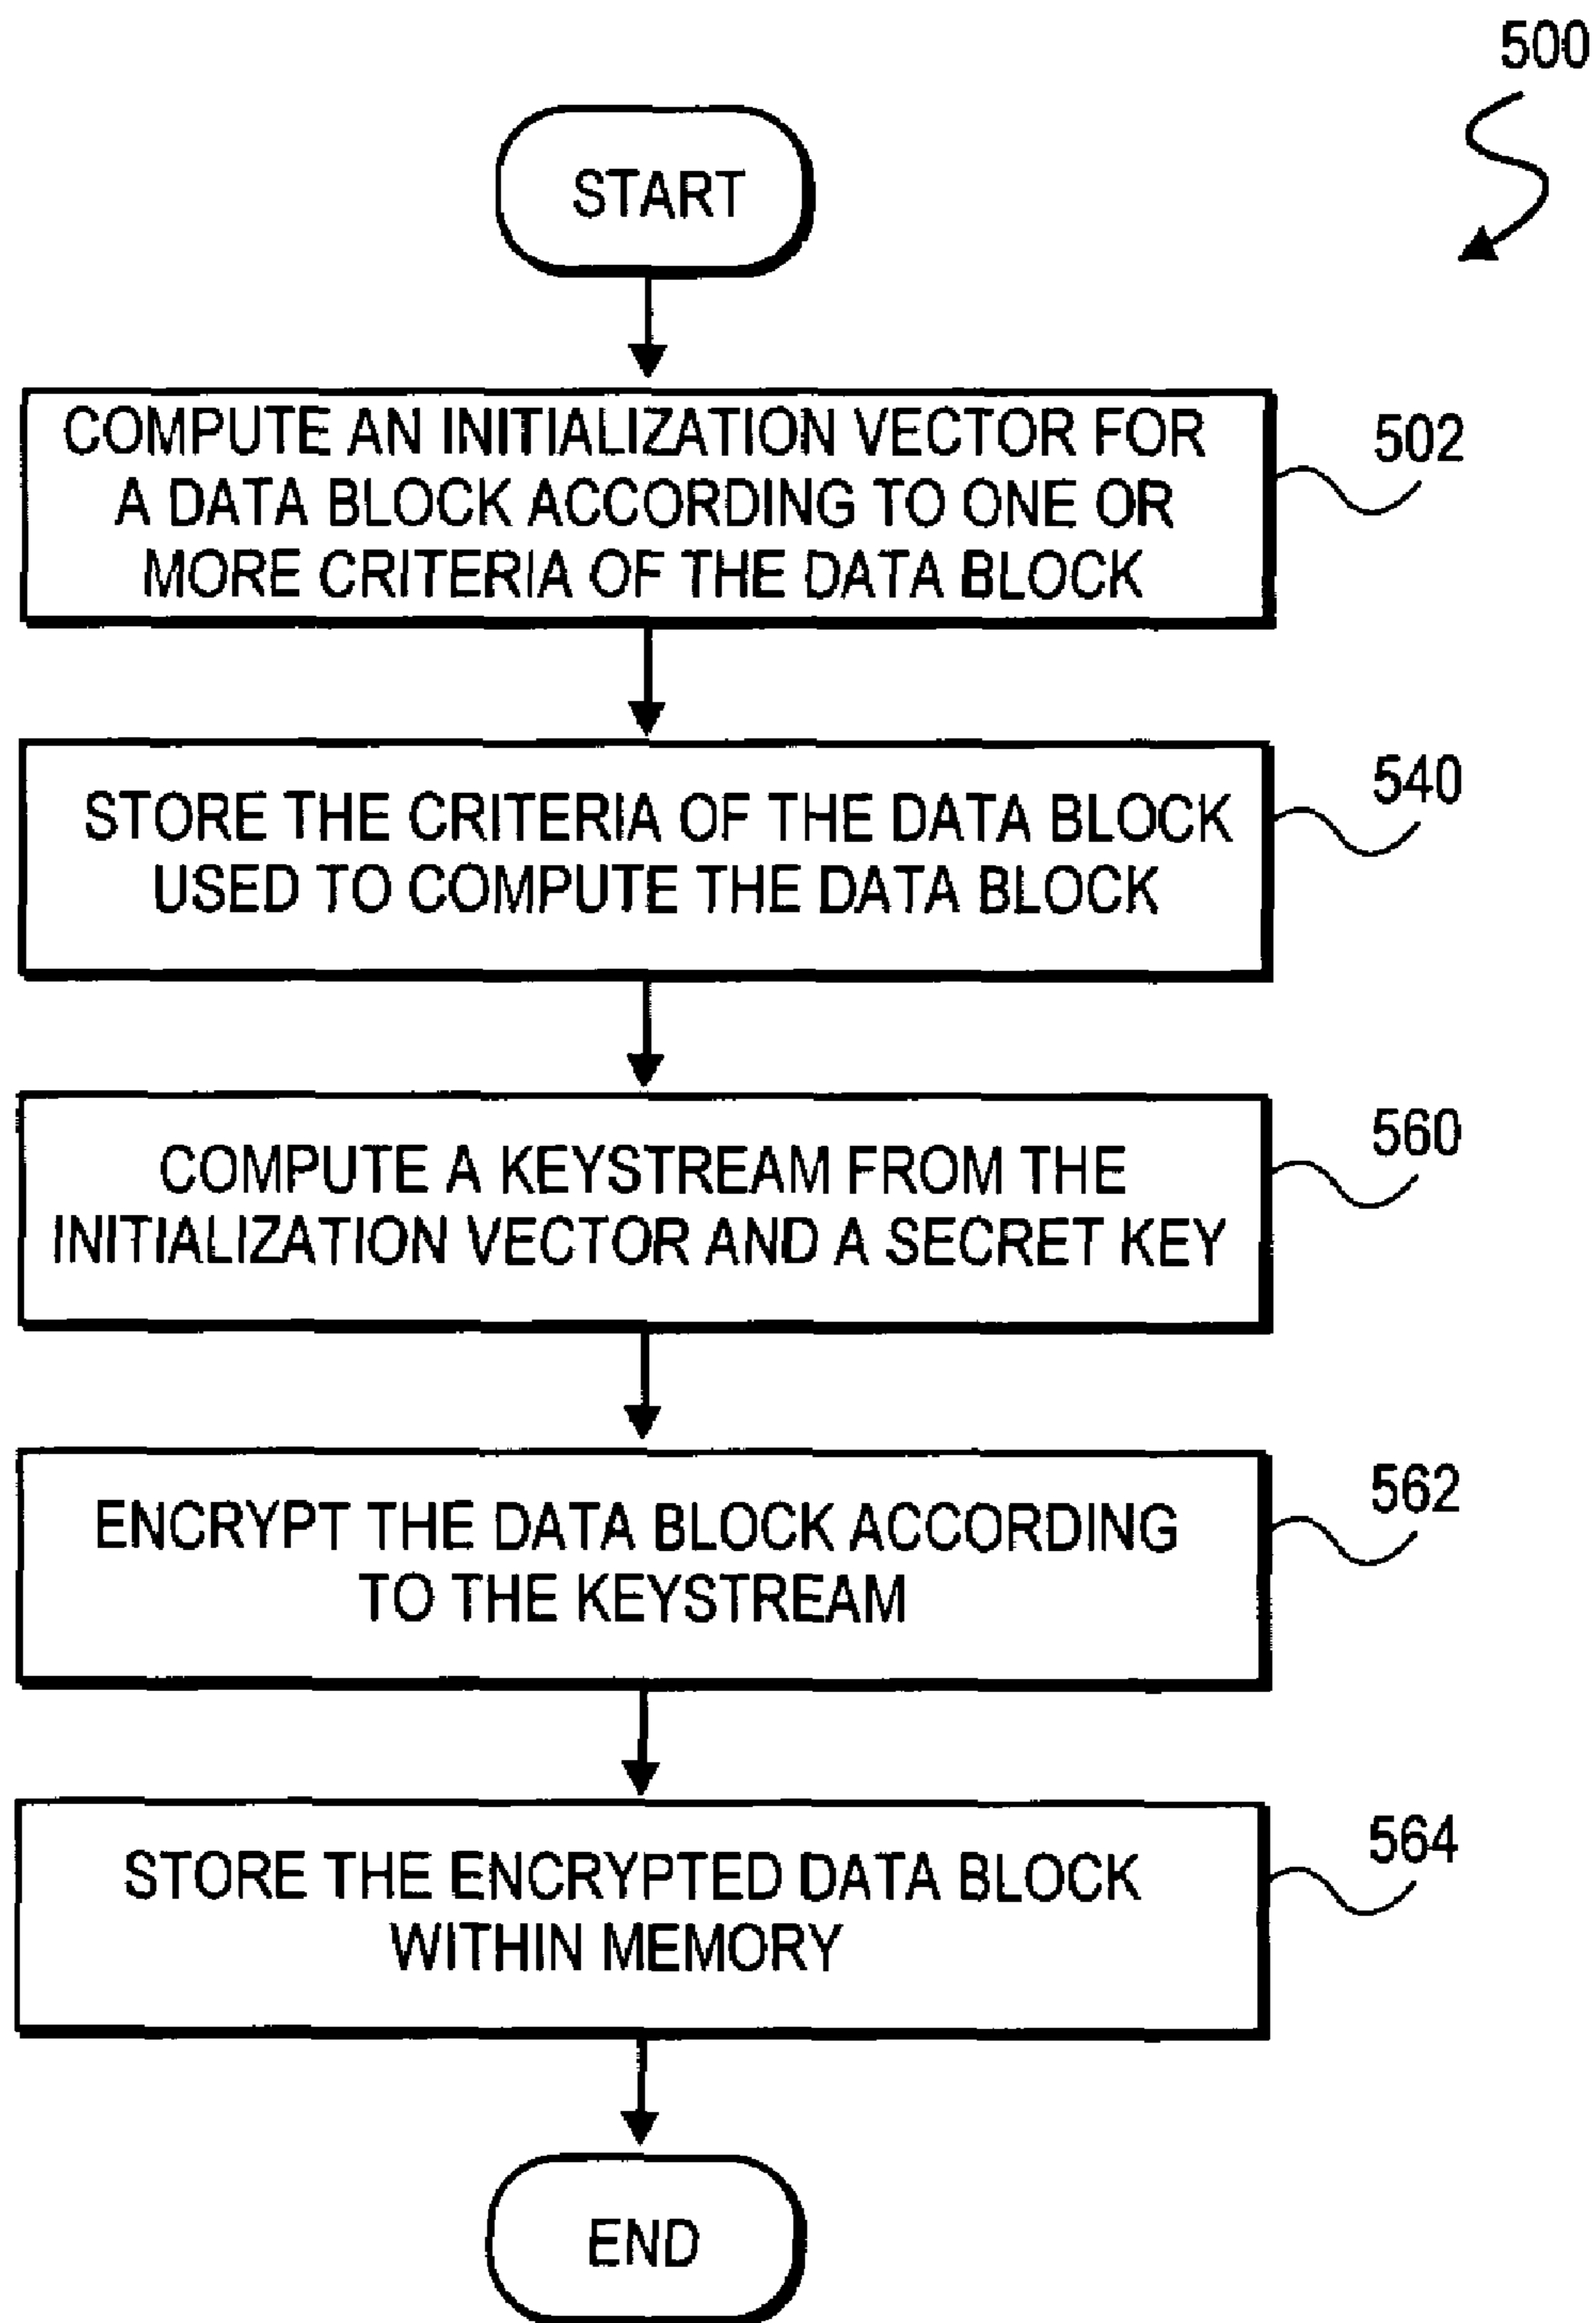 500
START
COMPUTE AN INITIALIZATION VECTOR FOR
A DATA BLOCK ACCORDING TO ONE OR
MORE CRITERIA OF THE DATA BLOCK
502
STORE THE CRITERIA OF THE DATA BLOCK
USED TO COMPUTE THE DATA BLOCK
540
COMPUTE A KEYSTREAM FROM THE
INITIALIZATION VECTOR AND A SECRET KEY
560
ENCRYPT THE DATA BLOCK ACCORDING
TO THE KEYSTREAM
562
STORE THE ENCRYPTED DATA BLOCK
WITHIN MEMORY
564
END